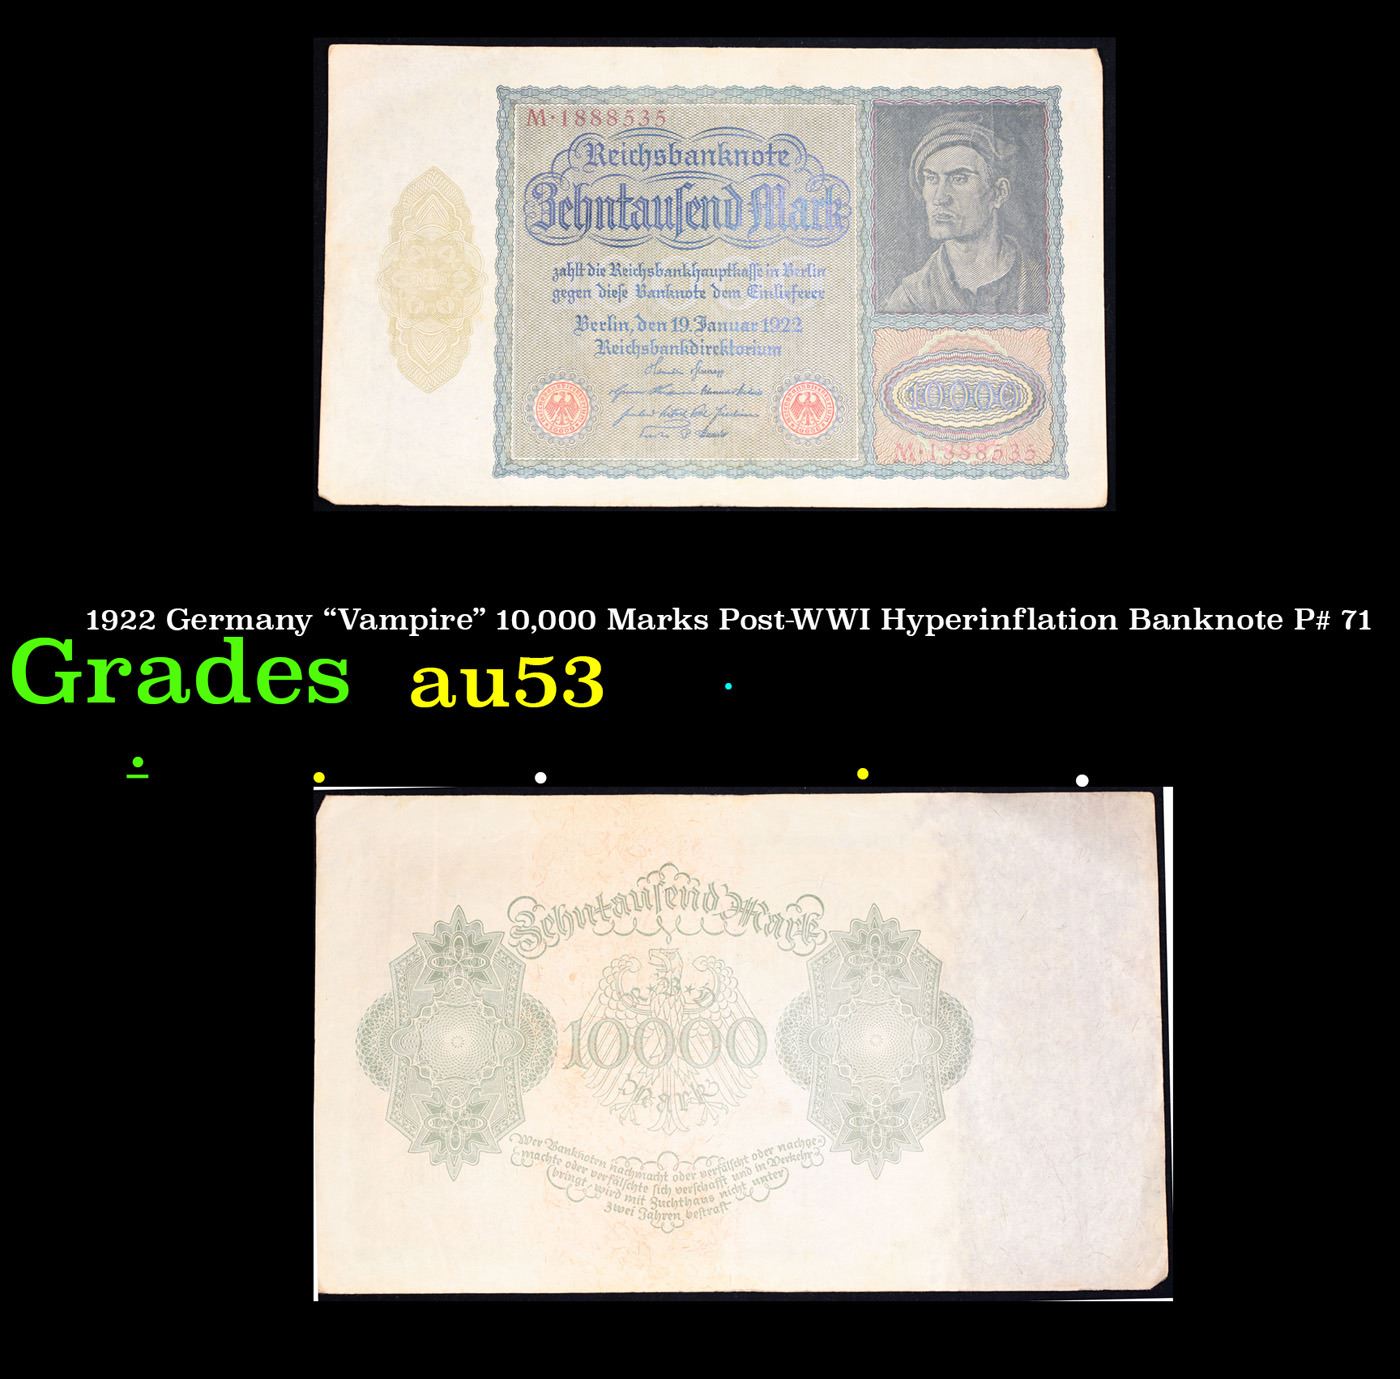 M·1888535
Reichsbanknote
Zehntausend Mark
zahlt die Reichsbankhauptkasse in Berlin
gegen diese Banknote dem Einlieferer
Berlin, den 19. Januar 1922
Reichsbankdirektorium
10000
M·1888535
1922 Germany “Vampire” 10,000 Marks Post-WWI Hyperinflation Banknote P# 71
Grades au53
Zehntausend Mark
R·B·D
10000
Mark
Wer Banknoten nachmacht oder verfälscht oder nachge-
machte oder verfälschte sich verschafft und in Verkehr
bringt, wird mit Zuchthaus nicht unter
zwei Jahren bestraft